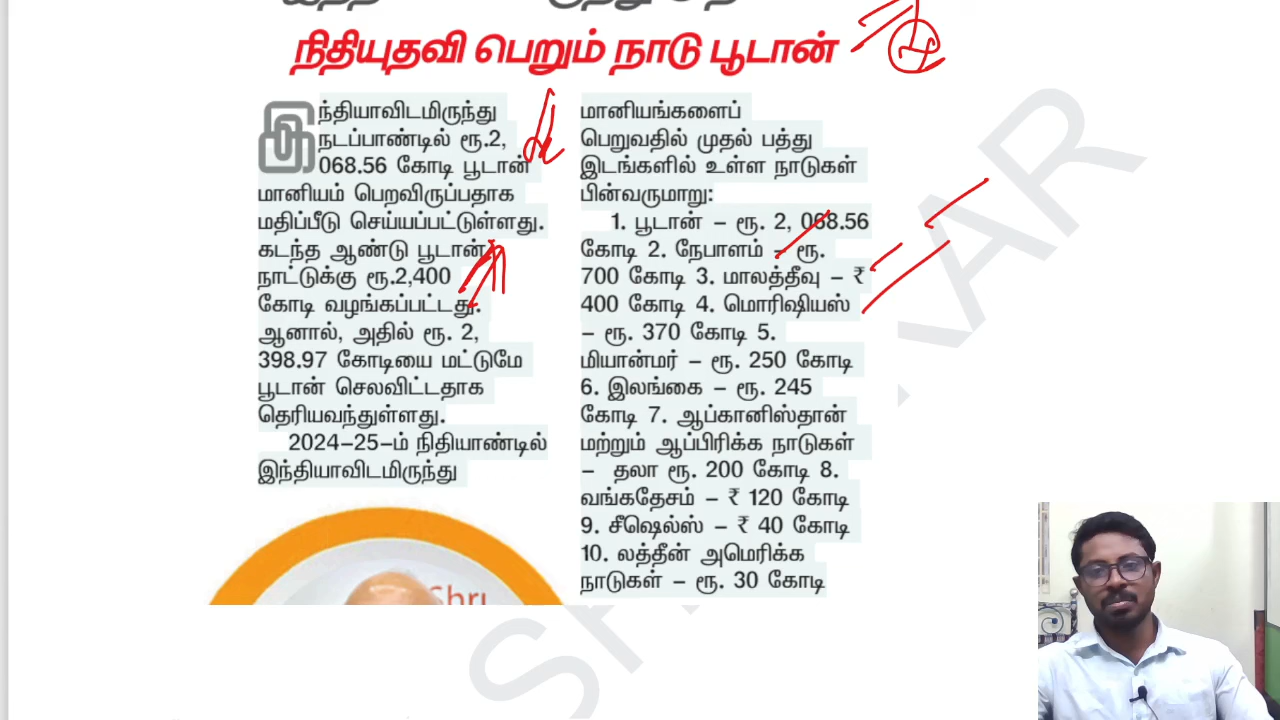 நிதியுதவி பெறும் நாடு பூடான்
இந்தியாவிடமிருந்து
நடப்பாண்டில் ரூ.2,
068.56 கோடி பூடான்
மானியம் பெறவிருப்பதாக
மதிப்பீடு செய்யப்பட்டுள்ளது.
கடந்த ஆண்டு பூடான்
நாட்டுக்கு ரூ.2,400
கோடி வழங்கப்பட்டது.
ஆனால், அதில் ரூ. 2,
398.97 கோடியை மட்டுமே
பூடான் செலவிட்டதாக
தெரியவந்துள்ளது.
2024–25–ம் நிதியாண்டில்
இந்தியாவிடமிருந்து
மானியங்களைப்
பெறுவதில் முதல் பத்து
இடங்களில் உள்ள நாடுகள்
பின்வருமாறு:
1. பூடான் – ரூ. 2, 068.56
கோடி 2. நேபாளம் – ரூ.
700 கோடி 3. மாலத்தீவு – ₹
400 கோடி 4. மொரிஷியஸ்
– ரூ. 370 கோடி 5.
மியான்மர் – ரூ. 250 கோடி
6. இலங்கை – ரூ. 245
கோடி 7. ஆப்கானிஸ்தான்
மற்றும் ஆப்பிரிக்க நாடுகள்
– தலா ரூ. 200 கோடி 8.
வங்கதேசம் – ₹ 120 கோடி
9. சீஷெல்ஸ் – ₹ 40 கோடி
10. லத்தீன் அமெரிக்க
நாடுகள் – ரூ. 30 கோடி
Shri